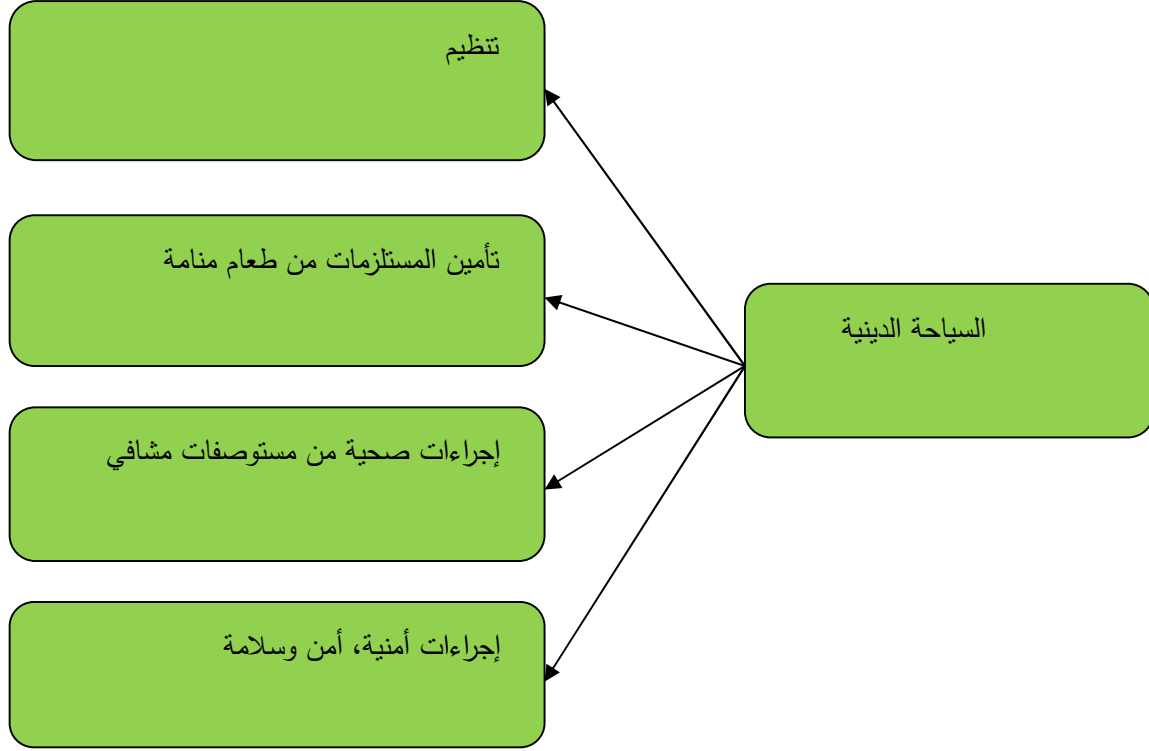 السياحة الدينية
تنظيم
تأمين المستلزمات من طعام منامة
إجراءات صحية من مستوصفات مشافي
إجراءات أمنية، أمن وسلامة